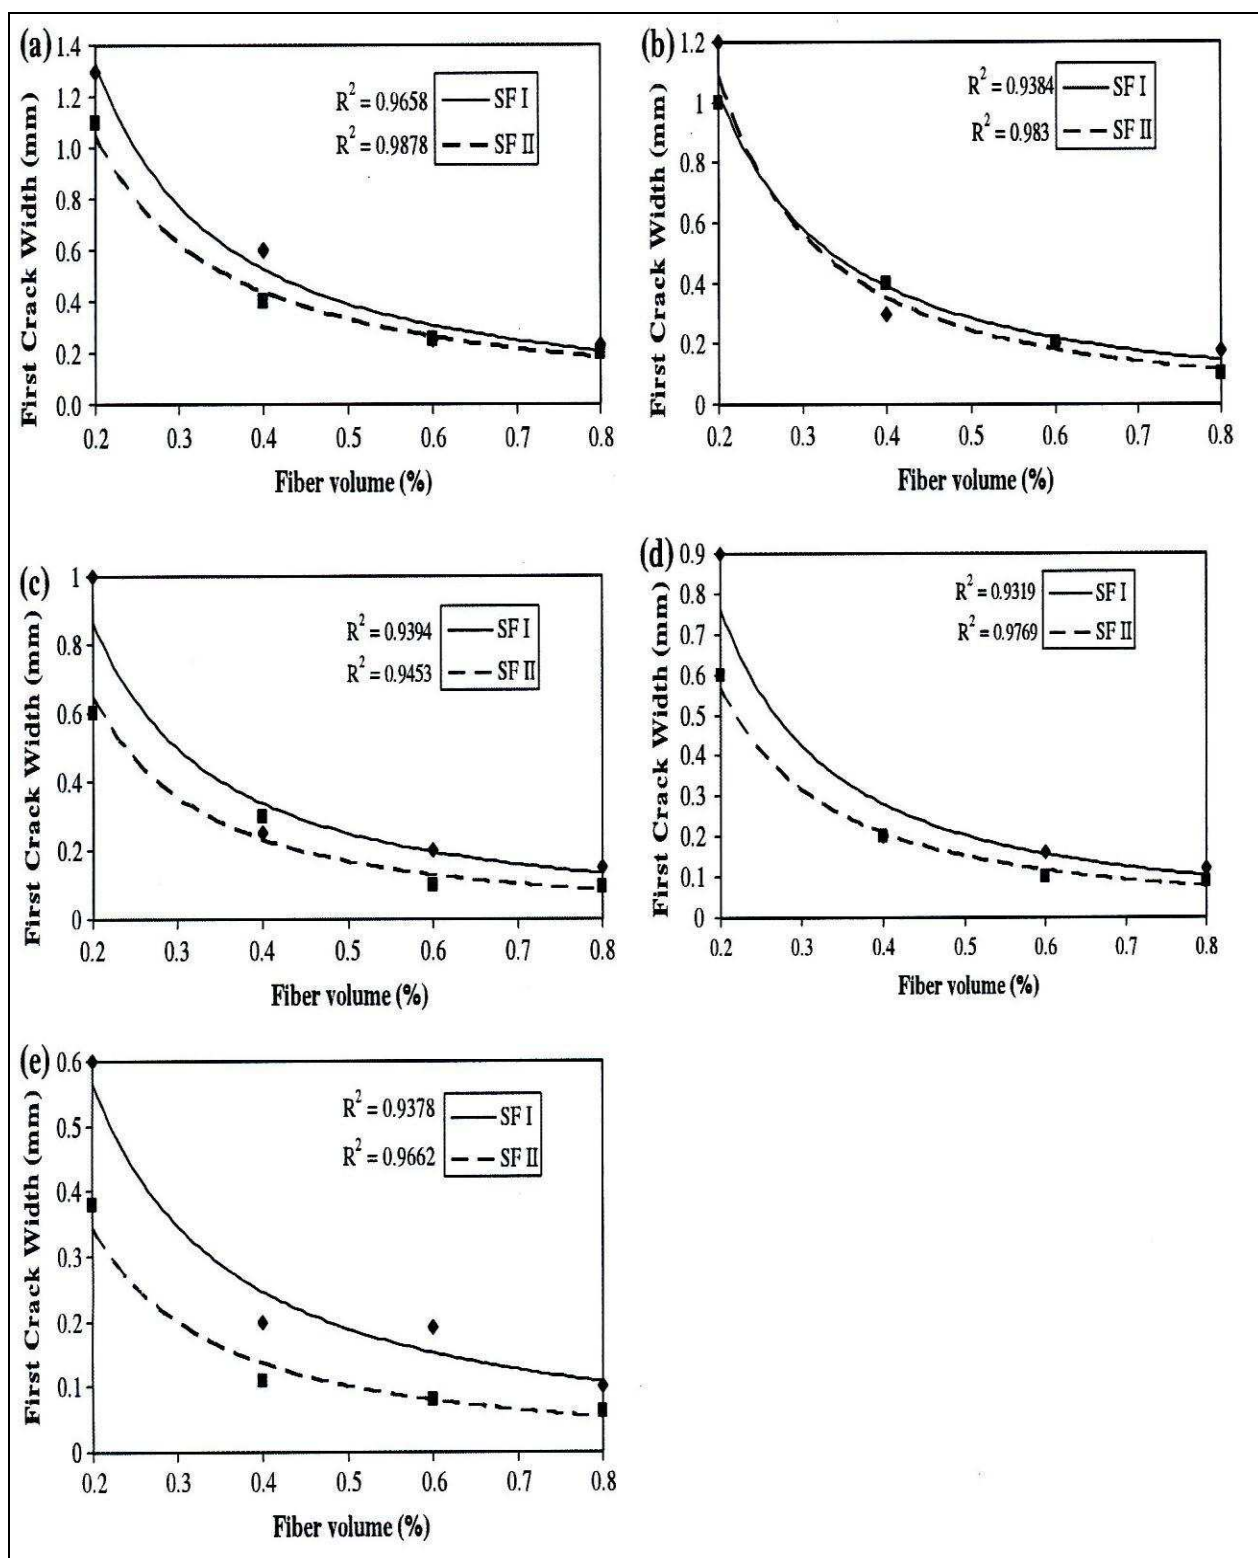 (a)
First Crack Width (mm)
1.4
1.2
1.0
0.8
0.6
0.4
0.2
0.0
R² = 0.9658
SF I
R² = 0.9878
SF II
0.2 0.3 0.4 0.5 0.6 0.7 0.8
Fiber volume (%)
(b)
First Crack Width (mm)
1.2
1
0.8
0.6
0.4
0.2
0
R² = 0.9384
SF I
R² = 0.983
SF II
0.2 0.3 0.4 0.5 0.6 0.7 0.8
Fiber volume (%)
(c)
First Crack Width (mm)
1
0.8
0.6
0.4
0.2
0
R² = 0.9394
SF I
R² = 0.9453
SF II
0.2 0.3 0.4 0.5 0.6 0.7 0.8
Fiber volume (%)
(d)
First Crack Width (mm)
0.9
0.8
0.7
0.6
0.5
0.4
0.3
0.2
0.1
0
R² = 0.9319
SF I
R² = 0.9769
SF II
0.2 0.3 0.4 0.5 0.6 0.7 0.8
Fiber volume (%)
(e)
First Crack Width (mm)
0.6
0.5
0.4
0.3
0.2
0.1
0
R² = 0.9378
SF I
R² = 0.9662
SF II
0.2 0.3 0.4 0.5 0.6 0.7 0.8
Fiber volume (%)